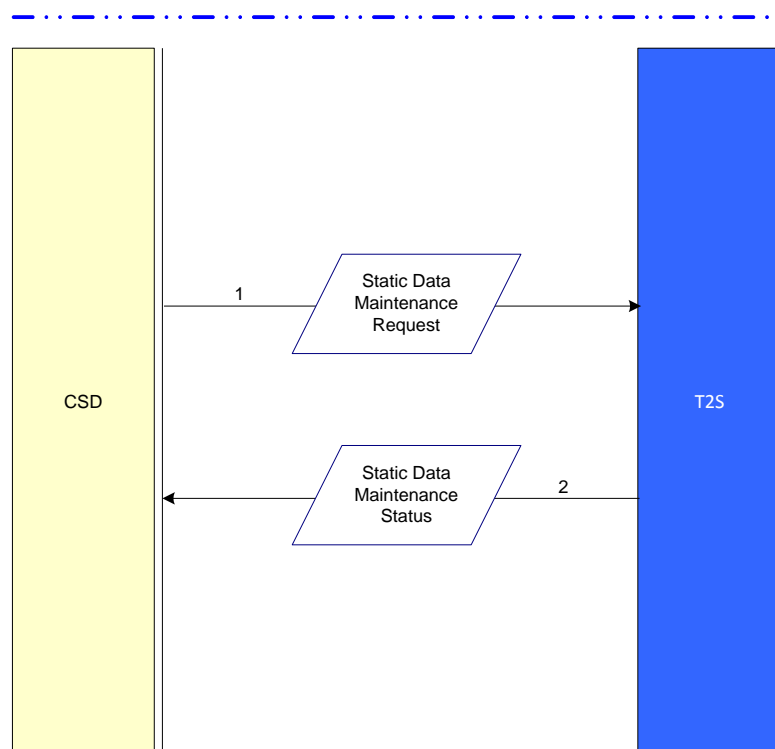 1
Static Data
Maintenance
Request
CSD
T2S
Static Data
Maintenance
Status
2